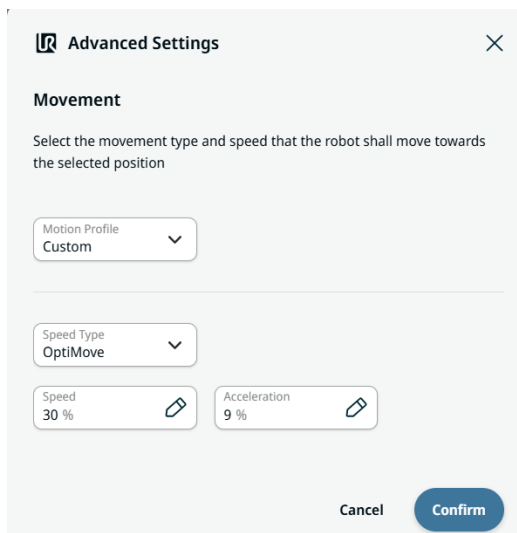 UR Advanced Settings
Movement
Select the movement type and speed that the robot shall move towards
the selected position
Motion Profile
Custom
Speed Type
OptiMove
Speed
30 %
Acceleration
9 %
Cancel
Confirm